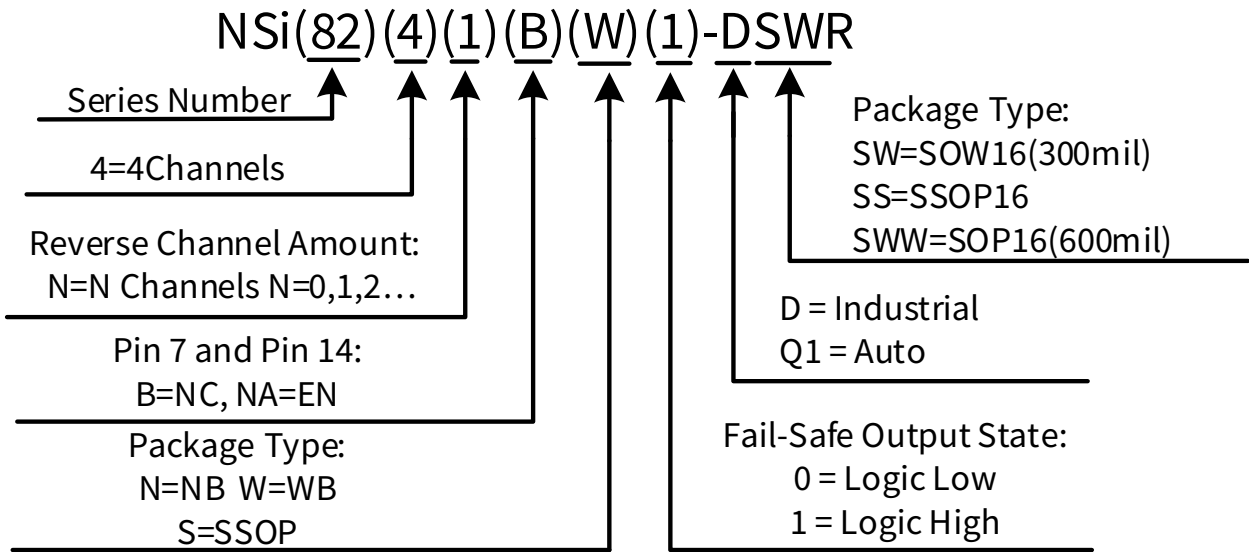 NSi(82)(4)(1)(B)(W)(1)-DSWR
Series Number
4=4Channels
Reverse Channel Amount:
N=N Channels N=0,1,2…
Pin 7 and Pin 14:
B=NC, NA=EN
Package Type:
N=NB W=WB
S=SSOP
Package Type:
SW=SOW16(300mil)
SS=SSOP16
SWW=SOP16(600mil)
D = Industrial
Q1 = Auto
Fail-Safe Output State:
0 = Logic Low
1 = Logic High